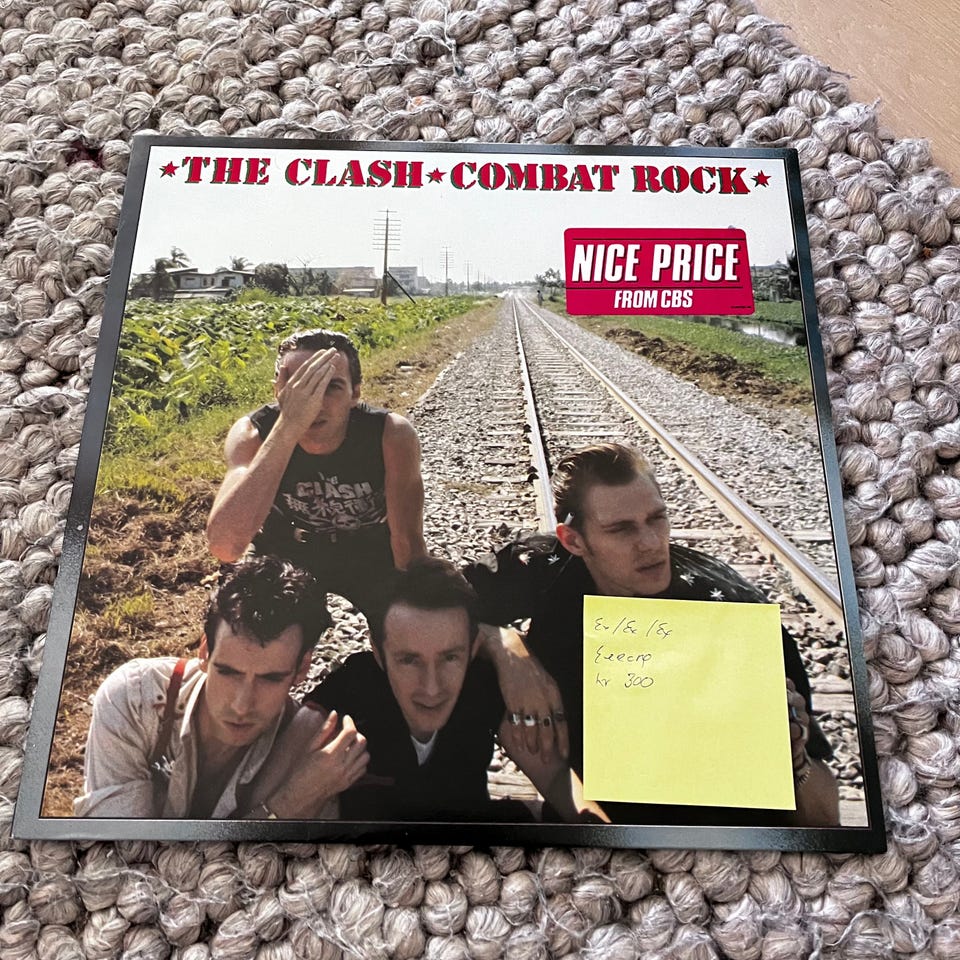 ★THE CLASH★COMBAT ROCK★
NICE PRICE
FROM CBS
CLASH
Ex/Ex/Ex
kr 300